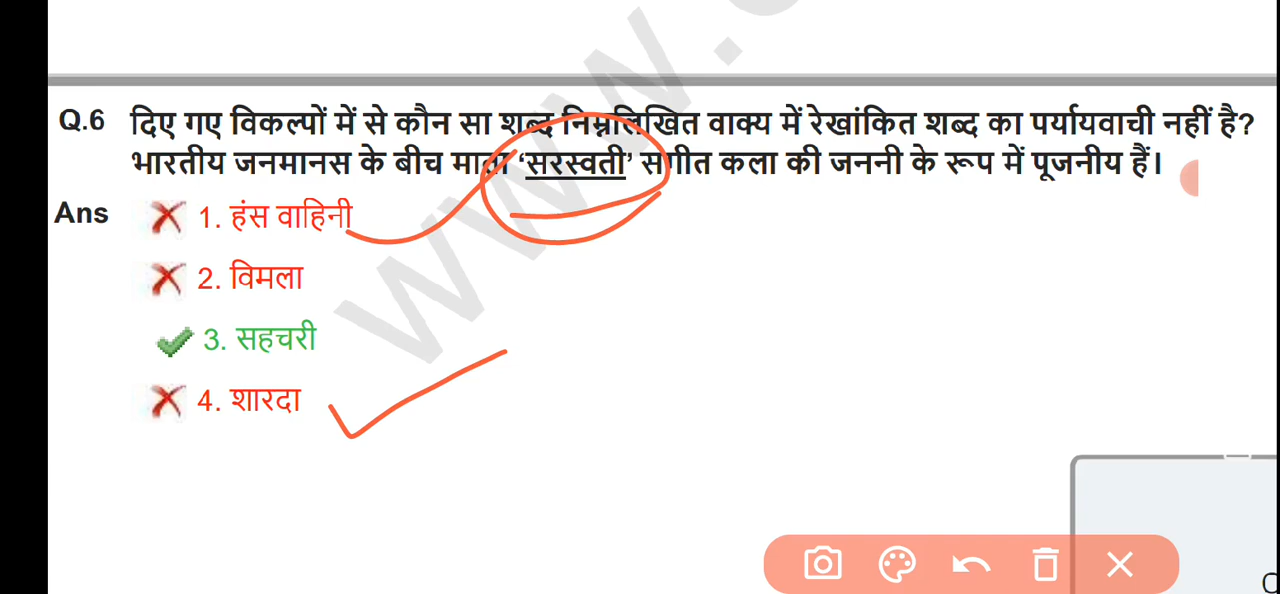 www.
Q.6 दिए गए विकल्पों में से कौन सा शब्द निम्नलिखित वाक्य में रेखांकित शब्द का पर्यायवाची नहीं है?
भारतीय जनमानस के बीच माता ‘सरस्वती’ संगीत कला की जननी के रूप में पूजनीय हैं।
Ans 1. हंस वाहिनी
2. विमला
3. सहचरी
4. शारदा